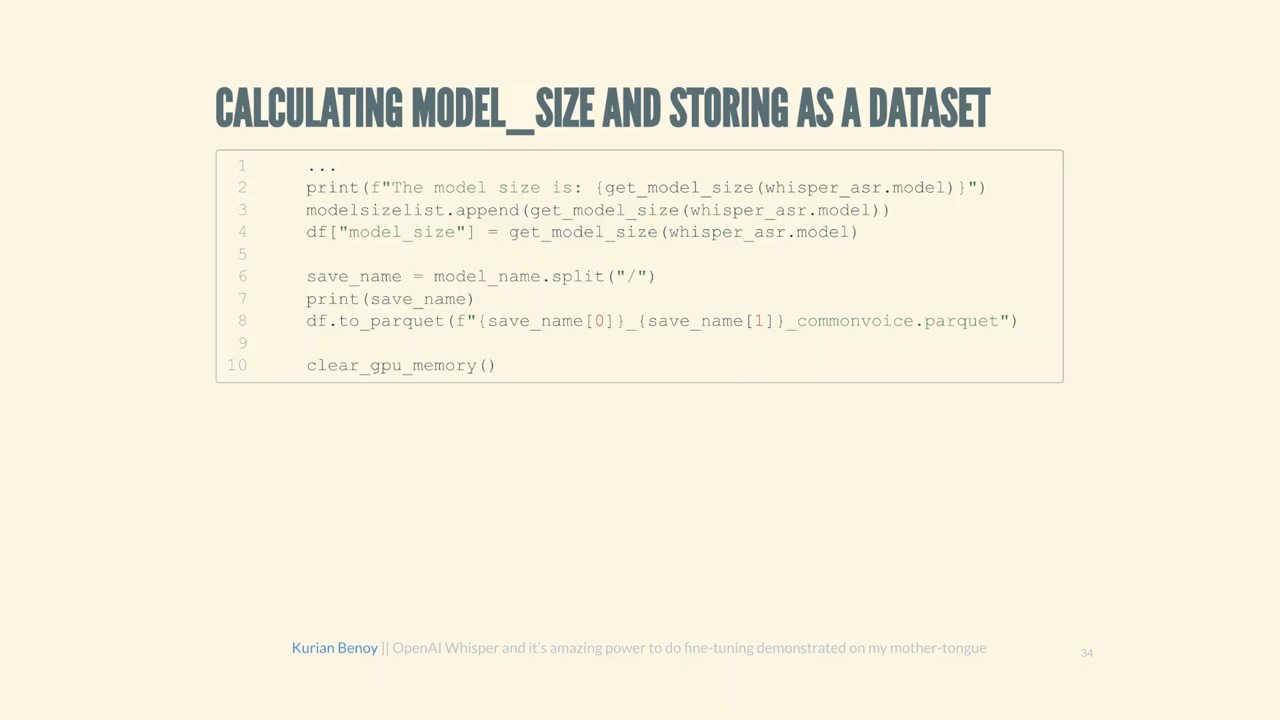 CALCULATING MODEL_SIZE AND STORING AS A DATASET
1 ...
2 print(f"The model size is: {get_model_size(whisper_asr.model)}")
3 modelsizelist.append(get_model_size(whisper_asr.model))
4 df["model_size"] = get_model_size(whisper_asr.model)
5
6 save_name = model_name.split("/")
7 print(save_name)
8 df.to_parquet(f"{save_name[0]}_{save_name[1]}_commonvoice.parquet")
9
10 clear_gpu_memory()
Kurian Benoy || OpenAI Whisper and it's amazing power to do fine-tuning demonstrated on my mother-tongue
34